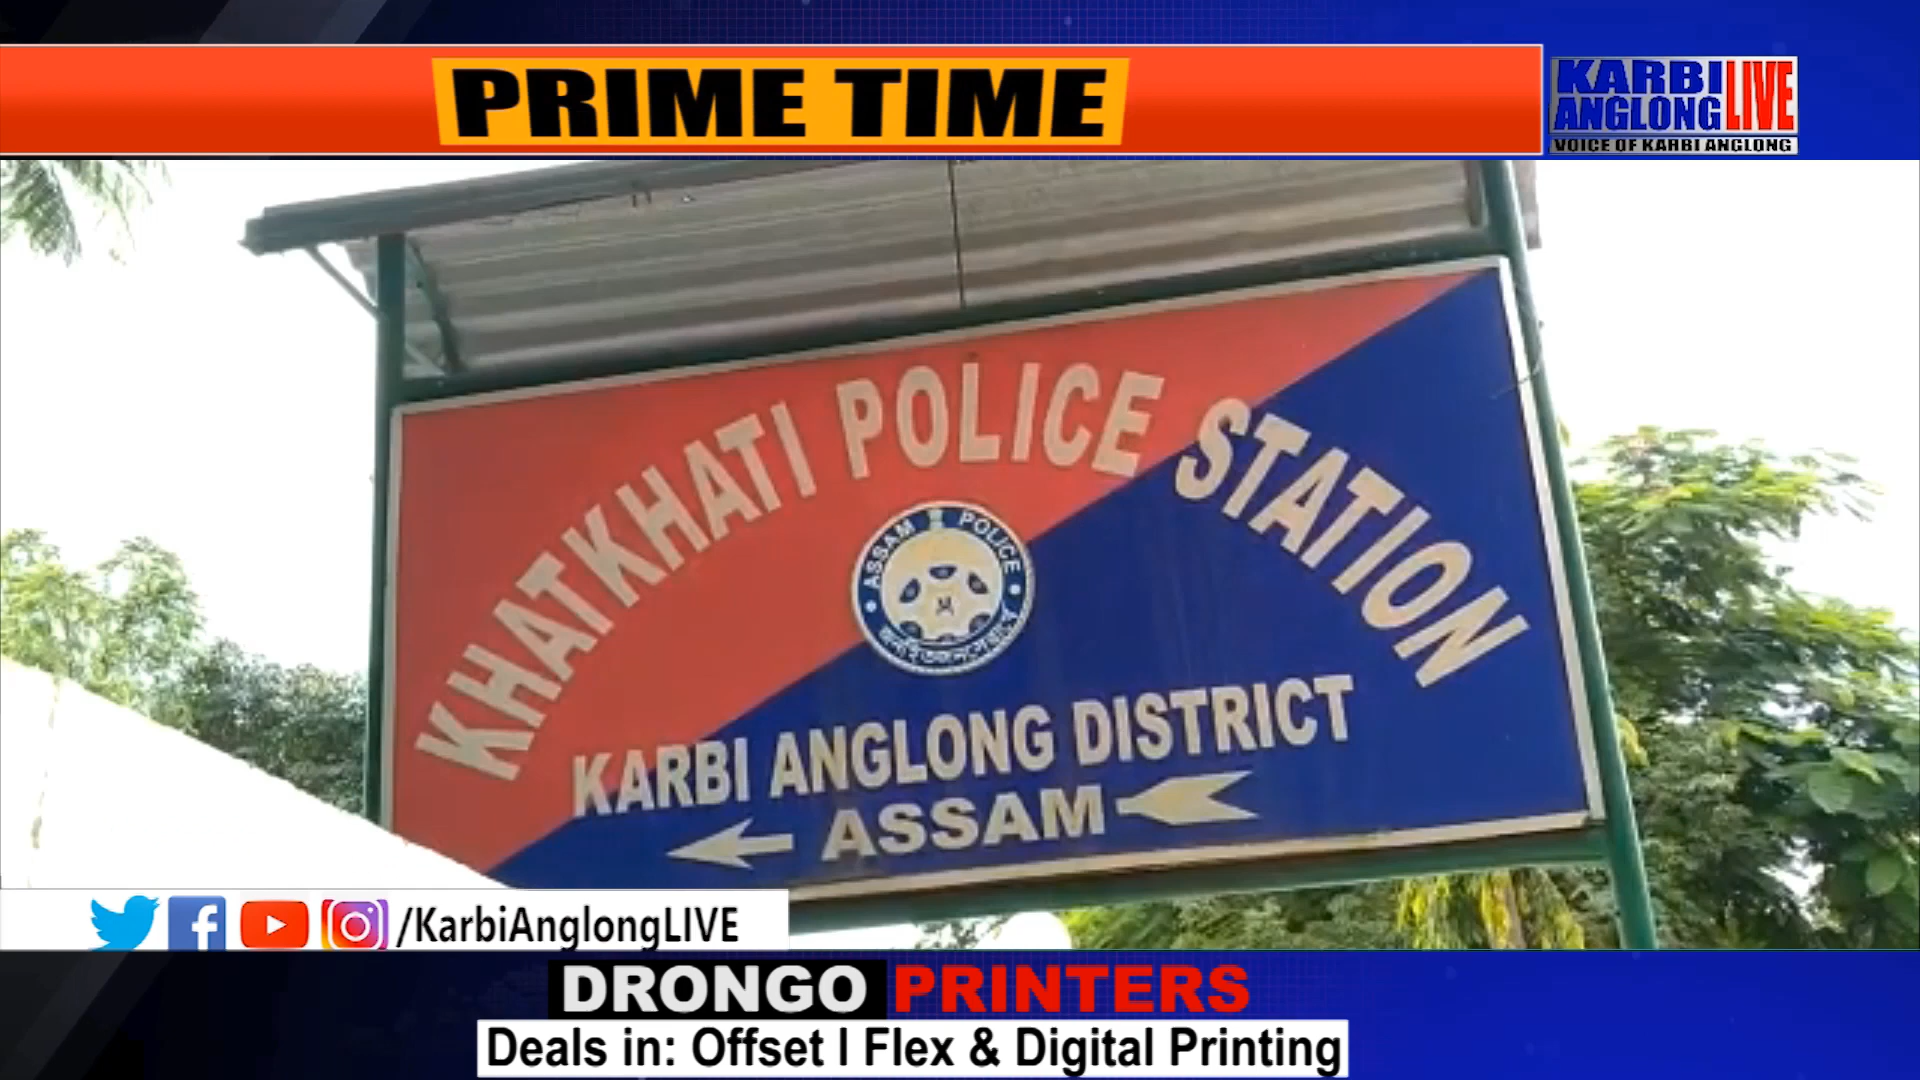 PRIME TIME
KARBI
ANGLONG
LIVE
VOICE OF KARBI ANGLONG
KHATKHATI POLICE STATION
ASSAM POLICE
KARBI ANGLONG DISTRICT
ASSAM
/KarbiAnglongLIVE
DRONGO PRINTERS
Deals in: Offset I Flex & Digital Printing